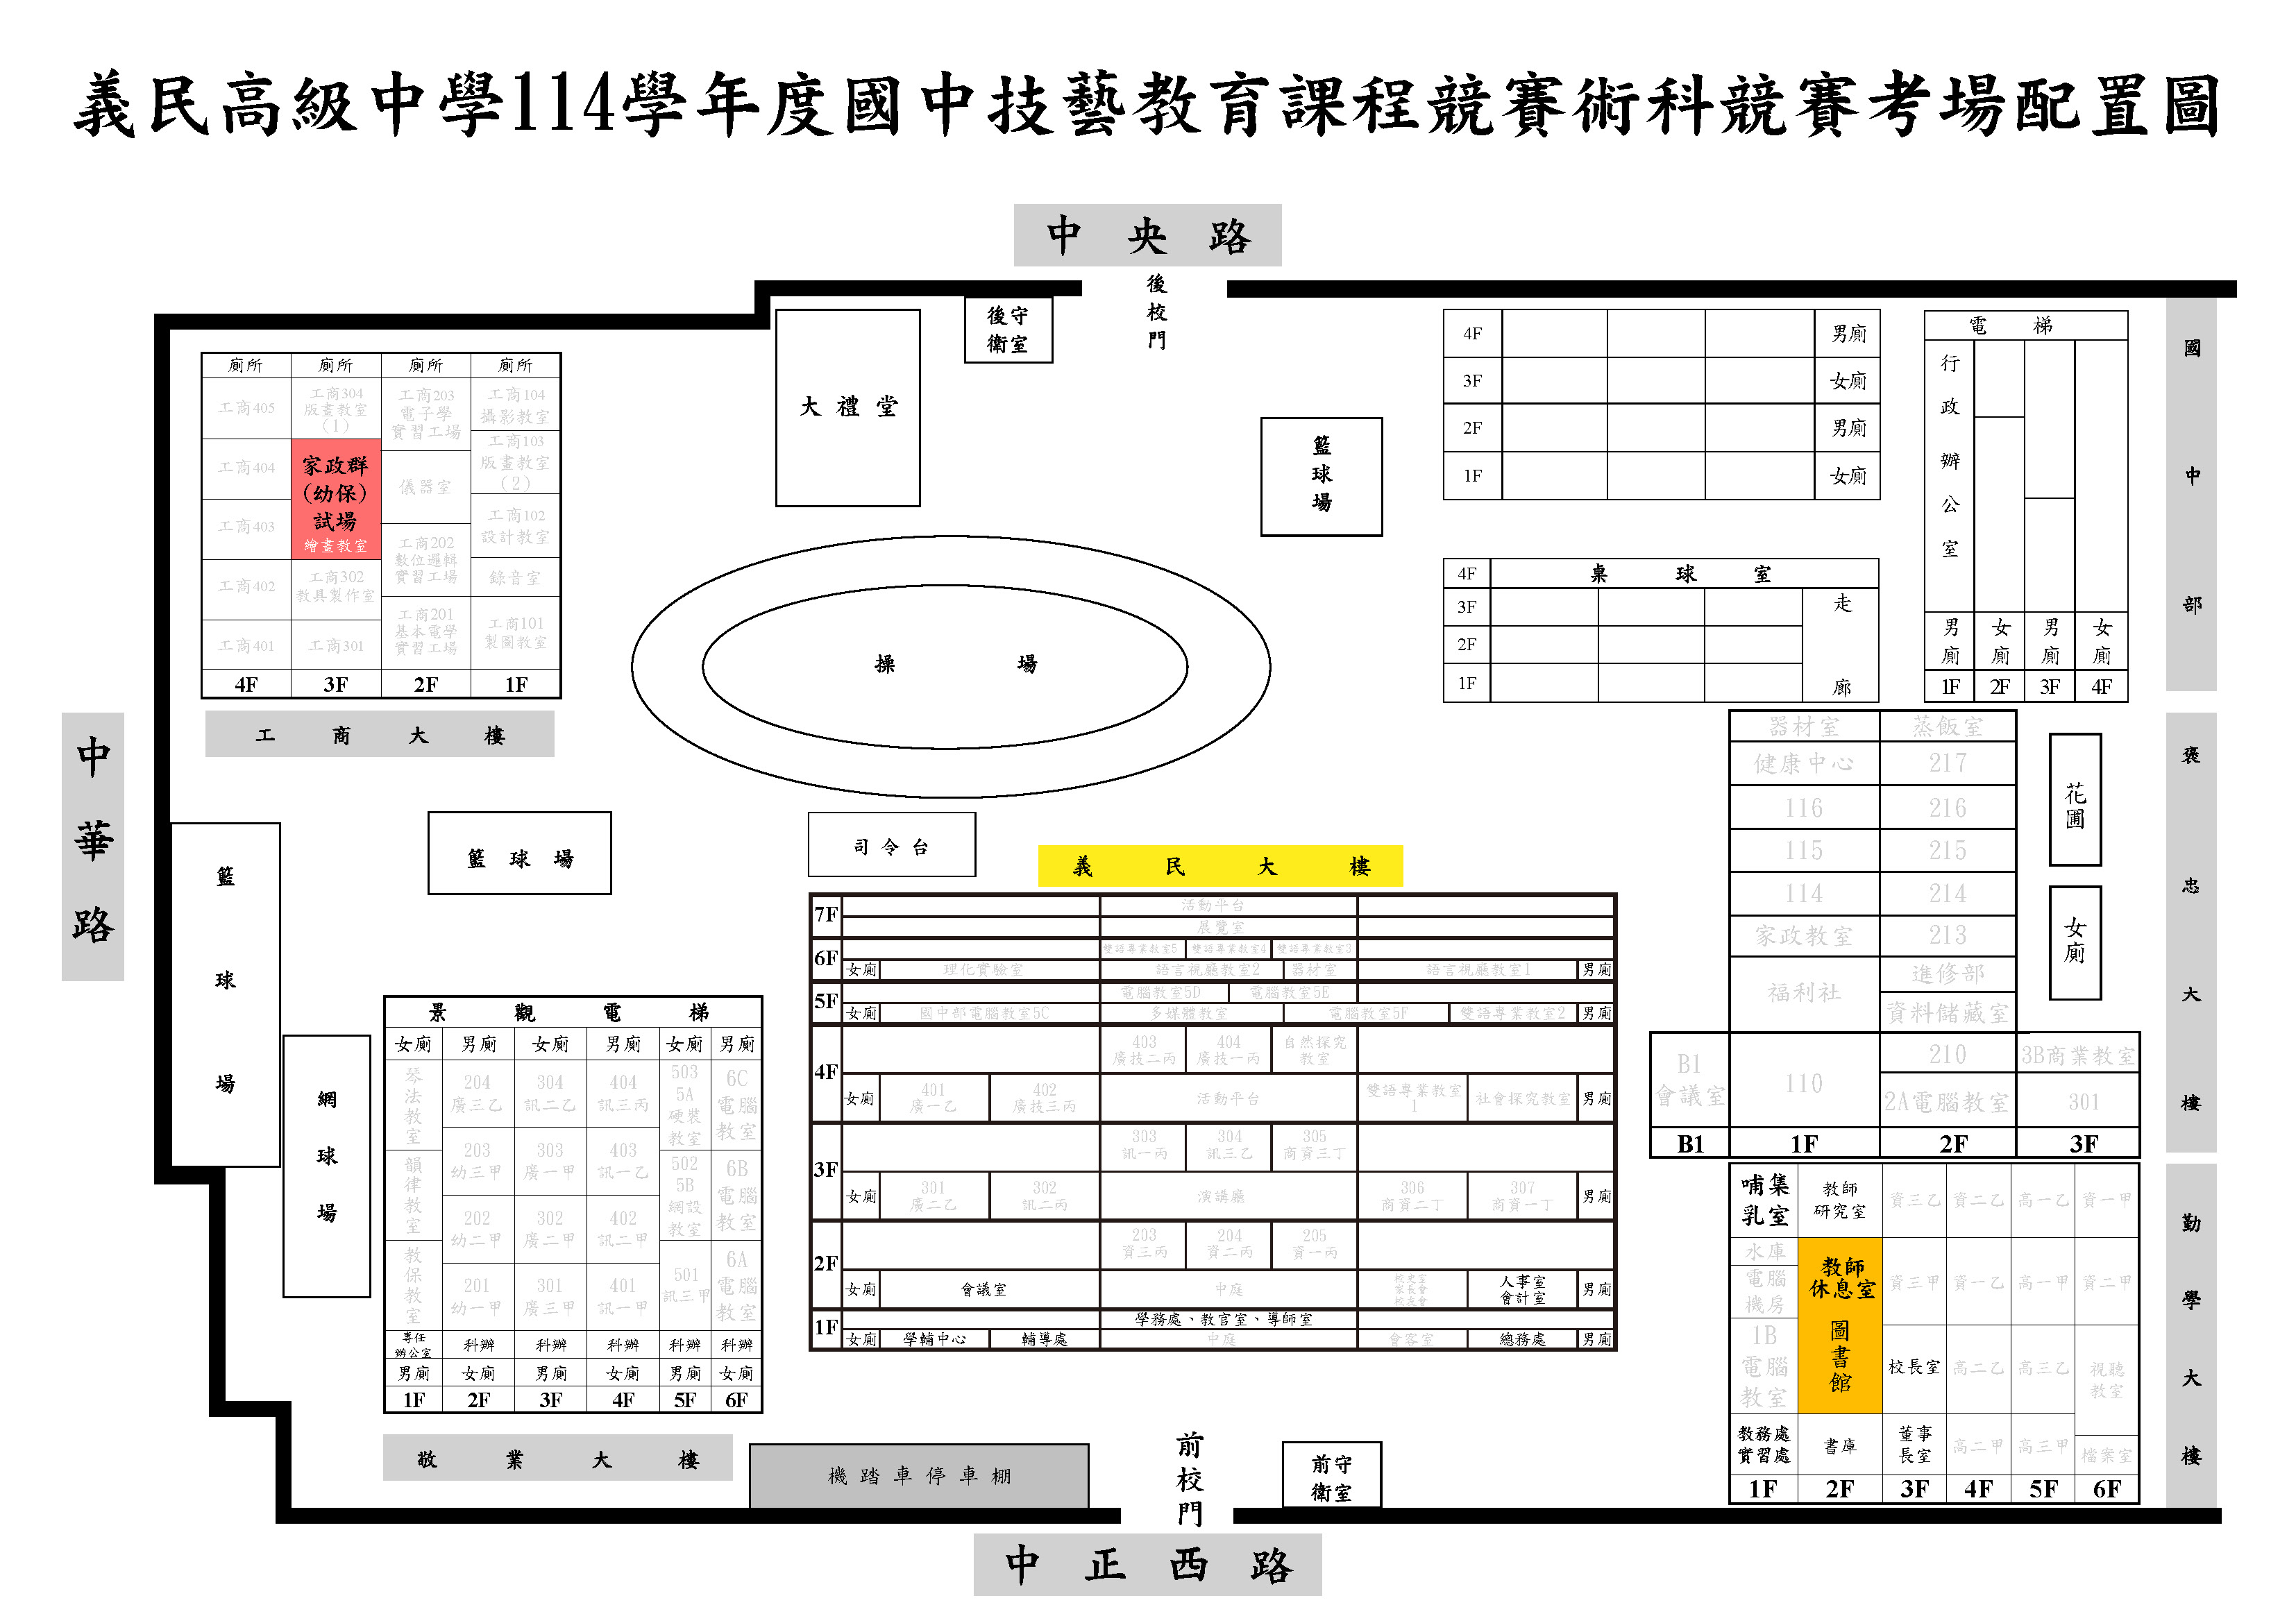 義民高級中學114學年度國中技藝教育課程競賽術科競賽考場配置圖
中央路
後校門
後守
衛室
大禮堂
籃球場
4F 男廁
3F 女廁
2F 男廁
1F 女廁
電梯
行政辦公室
男廁 女廁 男廁 女廁
1F 2F 3F 4F
國中部
廁所 廁所 廁所 廁所
工商405
工商404
工商403
工商402
工商401
4F
工商304
版畫教室
(1)
家政群
(幼保)
試場
繪畫教室
工商302
教具製作室
工商301
3F
工商203
電子學
實習工場
儀器室
工商202
數位邏輯
實習工場
工商201
基本電學
實習工場
2F
工商104
攝影教室
工商103
版畫教室
(2)
工商102
設計教室
錄音室
工商101
製圖教室
1F
工商大樓
操場
4F 桌球室
3F
2F
1F
走廊
中華路
籃球場
籃球場
網球場
司令台
義民大樓
7F
活動平台
展覽室
6F
雙語專業教室5 雙語專業教室4 雙語專業教室3
女廁 理化實驗室 語言視廳教室2 器材室 語言視廳教室1 男廁
5F
電腦教室5D 電腦教室5E
女廁 國中部電腦教室5C 多媒體教室 電腦教室5F 雙語專業教室2 男廁
4F
403
廣技二丙
404
廣技一丙
自然探究
教室
女廁
401
廣一乙
402
廣技三丙
活動平台
雙語專業教室
1
社會探究教室
男廁
3F
303
訊一丙
304
訊三乙
305
商資三丁
女廁
301
廣二乙
302
訊二丙
演講廳
306
商資二丁
307
商資一丁
男廁
2F
203
資三丙
204
資二丙
205
資一丙
女廁
會議室
中庭
校史室
家長會
校友會
人事室
會計室
男廁
1F
學務處、教官室、導師室
女廁 學輔中心 輔導處 中庭 會客室 總務處 男廁
景觀電梯
女廁 男廁 女廁 男廁 女廁 男廁
琴法教室
韻律教室
教保教室
專任
辦公室
男廁
1F
204
廣三乙
203
幼三甲
202
幼二甲
201
幼一甲
科辦
女廁
2F
304
訊二乙
303
廣一甲
302
廣二甲
301
廣三甲
科辦
男廁
3F
404
訊三丙
403
訊一乙
402
訊二甲
401
訊一甲
科辦
女廁
4F
503
5A
硬裝
教室
502
5B
網設
教室
501
訊三甲
科辦
男廁
5F
6C
電腦
教室
6B
電腦
教室
6A
電腦
教室
科辦
女廁
6F
敬業大樓
機踏車停車棚
前校門
前守
衛室
中正西路
器材室 蒸飯室
健康中心 217
116 216
115 215
114 214
家政教室 213
福利社
進修部
資料儲藏室
B1
會議室
110
210
2A電腦教室
3B商業教室
301
B1 1F 2F 3F
花圃
女廁
褒忠大樓
哺集
乳室
水庫
電腦
機房
1B
電腦
教室
教務處
實習處
1F
教師
研究室
教師
休息室
圖書館
書庫
2F
資三乙
資三甲
校長室
董事
長室
3F
資二乙
資一乙
高二乙
高二甲
4F
高一乙
高一甲
高三乙
高三甲
5F
資一甲
資二甲
視聽
教室
檔案室
6F
勤學大樓